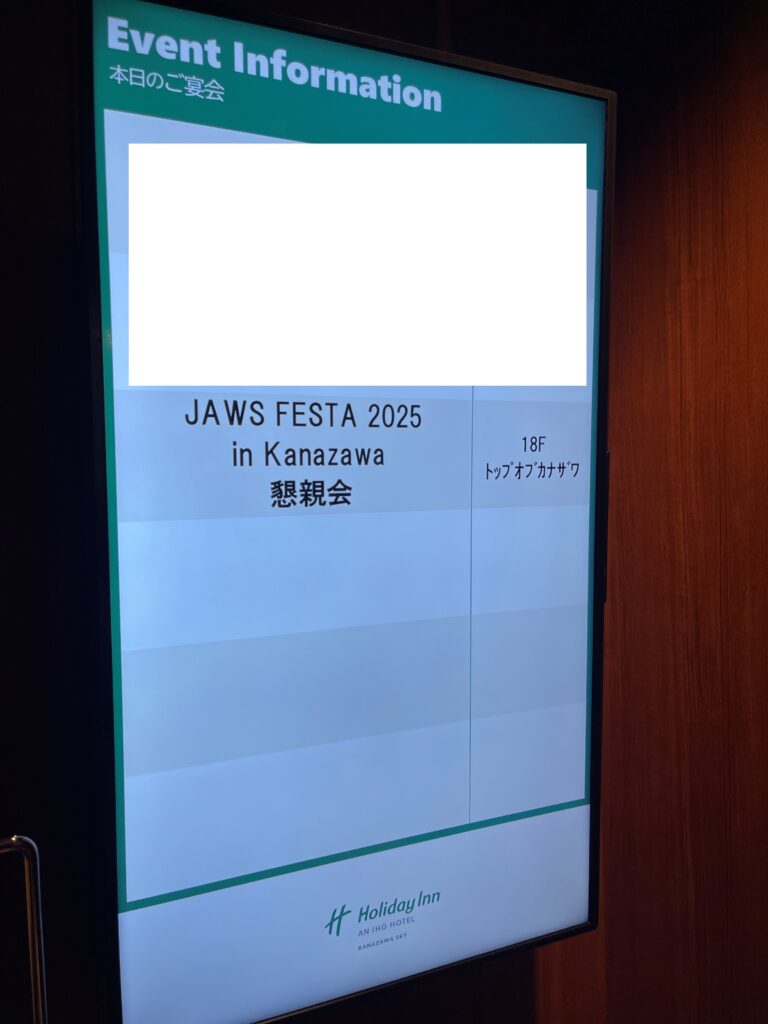 Event Information
本日のご宴会
JAWS FESTA 2025
in Kanazawa
懇親会
18F
トップオブカナザワ
Holiday Inn
AN IHG HOTEL
KANAZAWA SKY